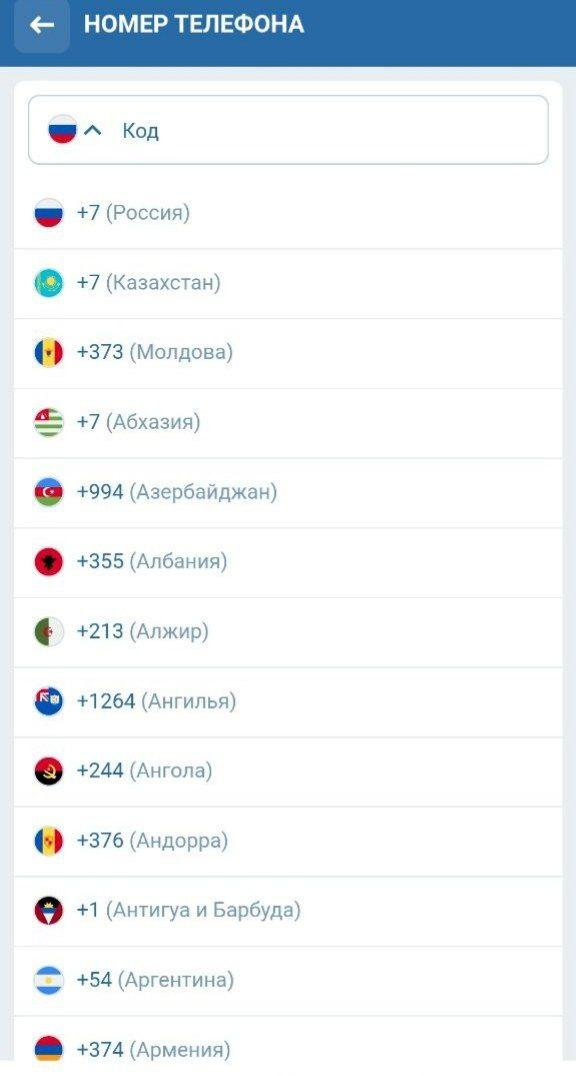 НОМЕР ТЕЛЕФОНА
Код
+7 (Россия)
+7 (Казахстан)
+373 (Молдова)
+7 (Абхазия)
+994 (Азербайджан)
+355 (Албания)
+213 (Алжир)
+1264 (Ангилья)
+244 (Ангола)
+376 (Андорра)
+1 (Антигуа и Барбуда)
+54 (Аргентина)
+374 (Армения)